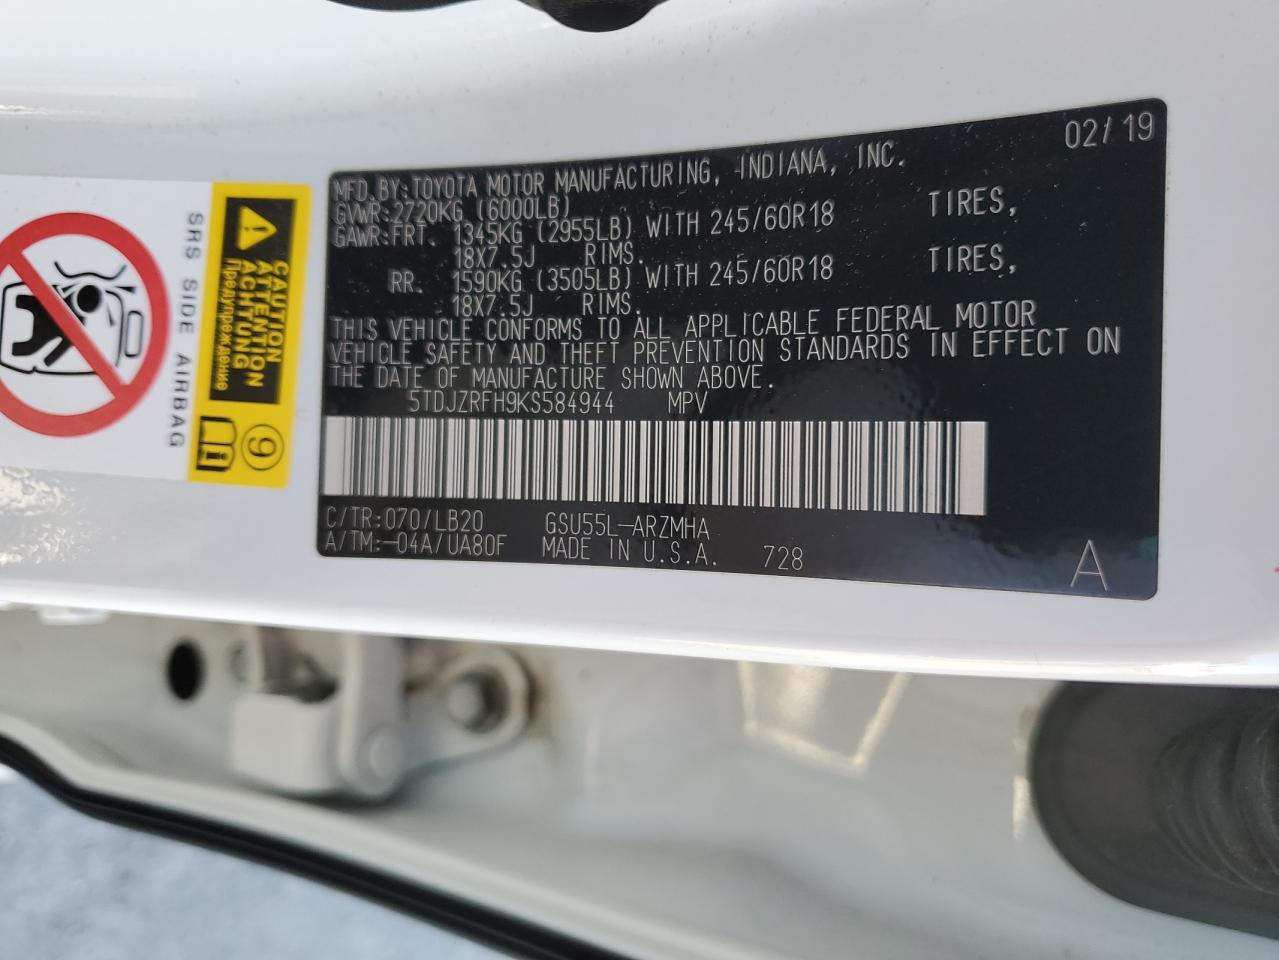 02/19
MFD.BY:TOYOTA MOTOR MANUFACTURING, INDIANA, INC.
GVWR:2720KG (6000LB)
GAWR:FRT. 1345KG (2955LB) WITH 245/60R18 TIRES,
18X7.5J RIMS.
RR. 1590KG (3505LB) WITH 245/60R18 TIRES,
18X7.5J RIMS.
THIS VEHICLE CONFORMS TO ALL APPLICABLE FEDERAL MOTOR
VEHICLE SAFETY AND THEFT PREVENTION STANDARDS IN EFFECT ON
THE DATE OF MANUFACTURE SHOWN ABOVE.
5TDJZRFH9KS584944 MPV
C/TR:070/LB20 GSU55L-ARZMHA
A/TM:-04A/UA80F MADE IN U.S.A. 728 A
SRS SIDE AIRBAG
CAUTION
ATTENTION
ACHTUNG
Предупреждение
9